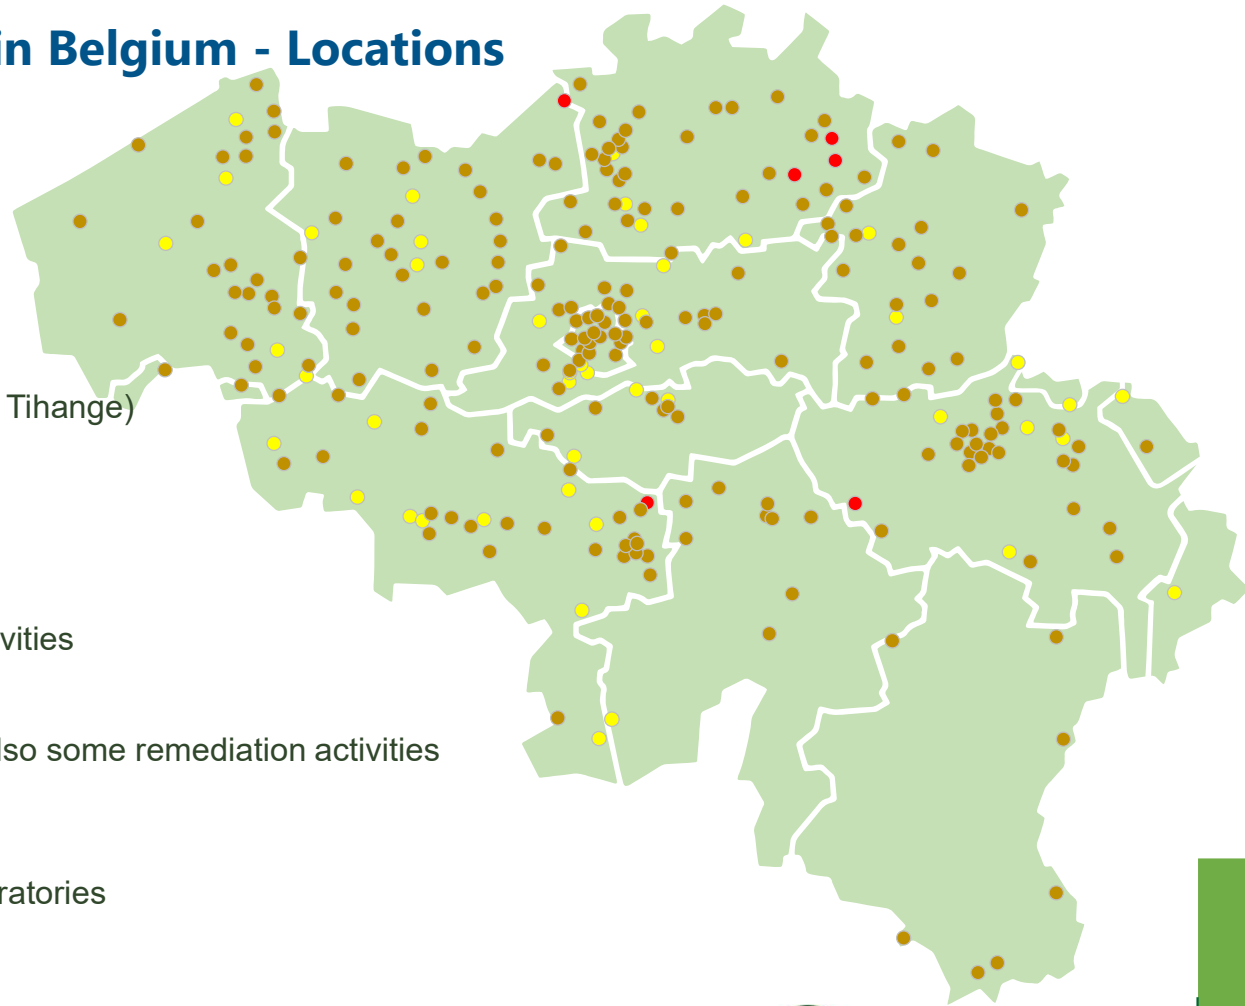 in Belgium - Locations
Tihange)
vities
lso some remediation activities
ratories